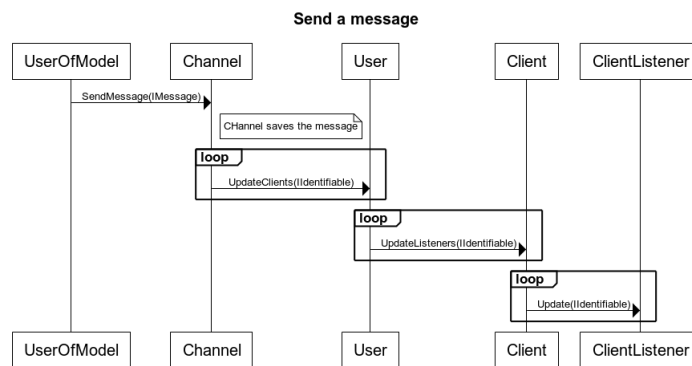 Send a message
UserOfModel Channel User Client ClientListener
SendMessage(IMessage)
CHannel saves the message
loop
UpdateClients(IIdentifiable)
loop
UpdateListeners(IIdentifiable)
loop
Update(IIdentifiable)
UserOfModel Channel User Client ClientListener